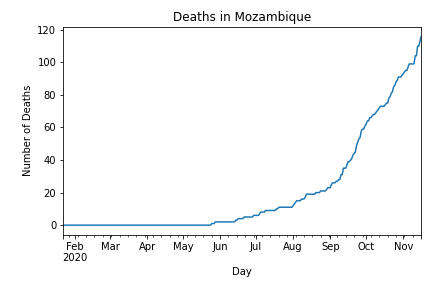 Deaths in Mozambique
120
100
80
60
40
20
0
Number of Deaths
Feb Mar Apr May Jun Jul Aug Sep Oct Nov
2020
Day